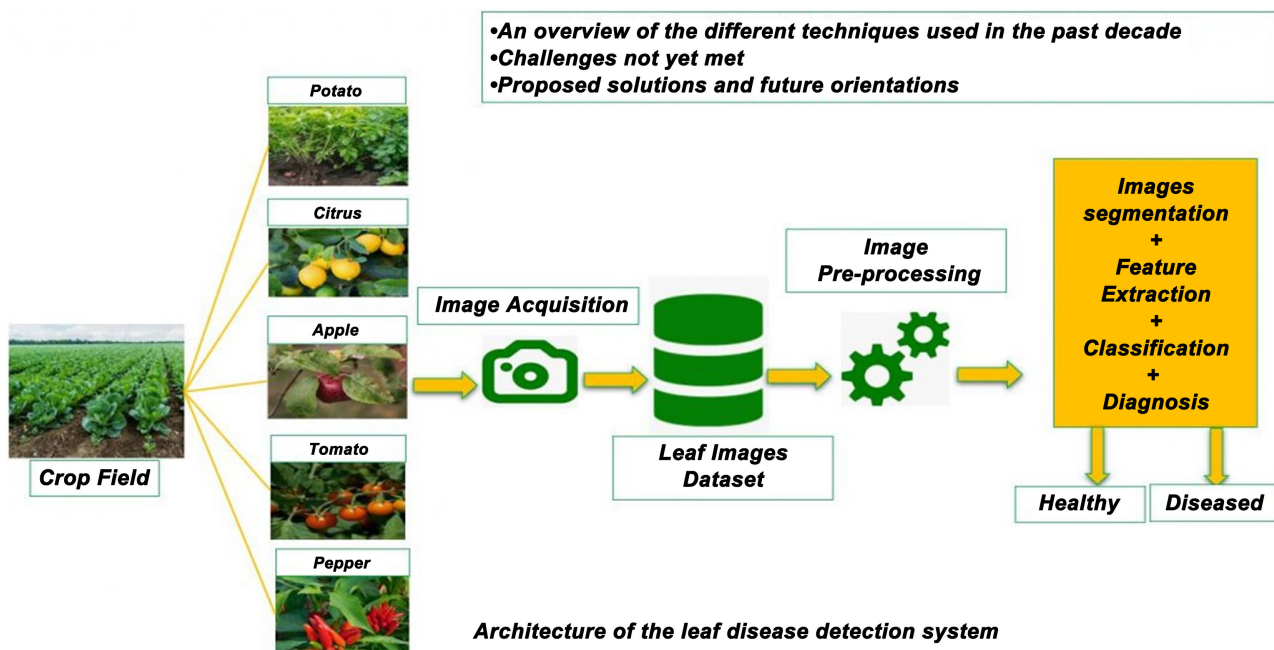 •An overview of the different techniques used in the past decade
•Challenges not yet met
•Proposed solutions and future orientations
Potato
Citrus
Apple
Tomato
Pepper
Crop Field
Image Acquisition
Leaf Images
Dataset
Image
Pre-processing
Images
segmentation
+
Feature
Extraction
+
Classification
+
Diagnosis
Healthy
Diseased
Architecture of the leaf disease detection system